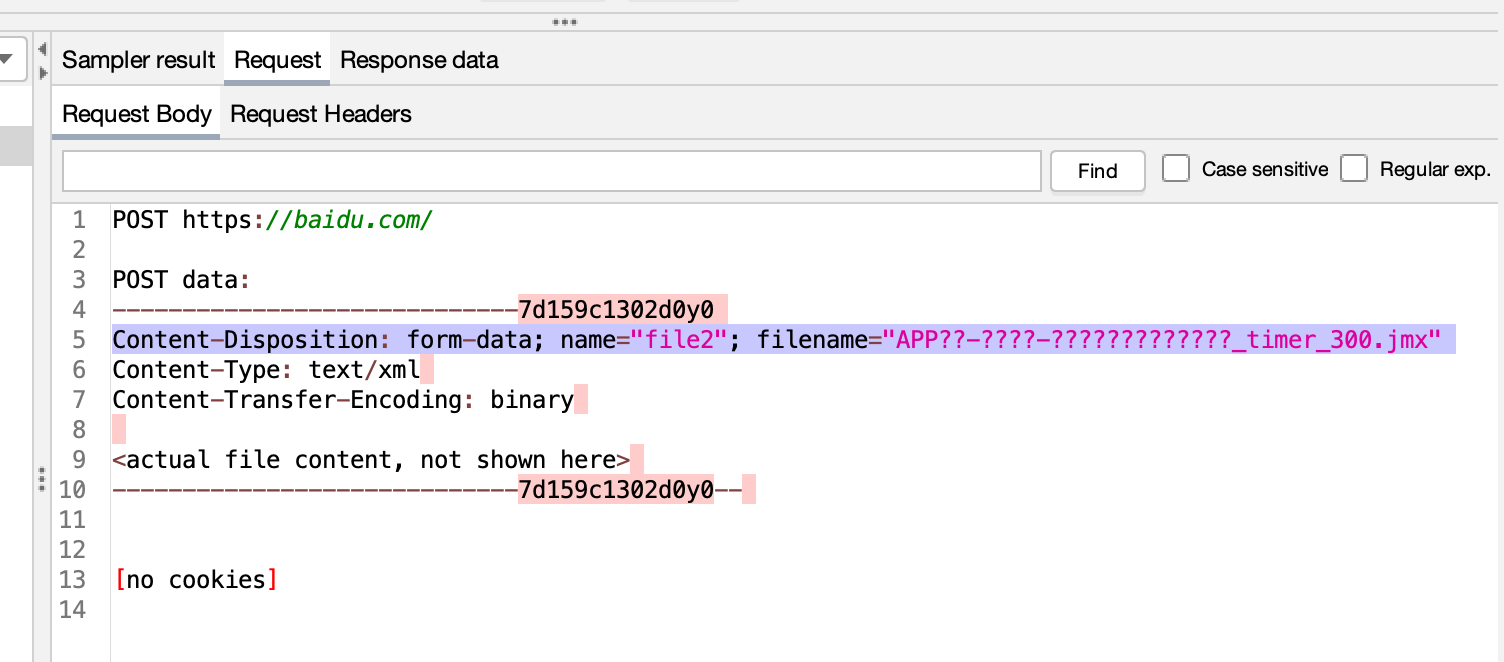 Sampler result Request Response data
Request Body Request Headers
Find Case sensitive Regular exp.
1 POST https://baidu.com/
2
3 POST data:
4 -----------------------------7d159c1302d0y0
5 Content-Disposition: form-data; name="file2"; filename="APP??-????-?????????????_timer_300.jmx"
6 Content-Type: text/xml
7 Content-Transfer-Encoding: binary
8
9 <actual file content, not shown here>
10 -----------------------------7d159c1302d0y0--
11
12
13 [no cookies]
14